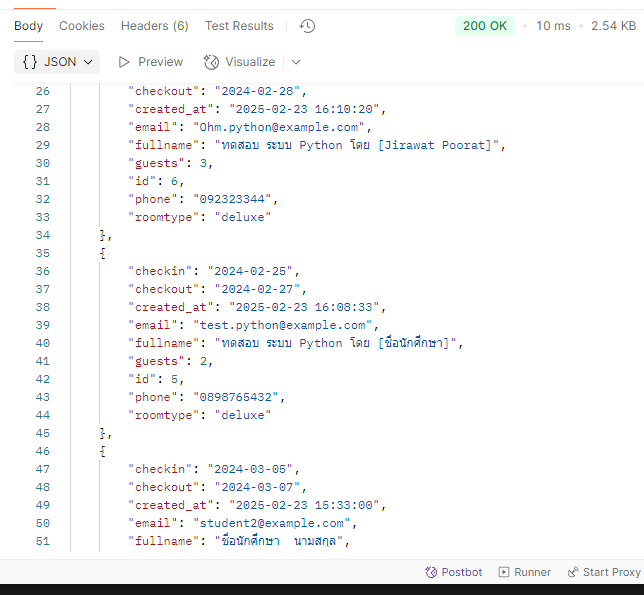 Body Cookies Headers (6) Test Results 200 OK 10 ms 2.54 KB
{} JSON Preview Visualize
26 "checkout": "2024-02-28",
27 "created_at": "2025-02-23 16:10:20",
28 "email": "Ohm.python@example.com",
29 "fullname": "ทดสอบ ระบบ Python โดย [Jirawat Poorat]",
30 "guests": 3,
31 "id": 6,
32 "phone": "092323344",
33 "roomtype": "deluxe"
34 },
35 {
36 "checkin": "2024-02-25",
37 "checkout": "2024-02-27",
38 "created_at": "2025-02-23 16:08:33",
39 "email": "test.python@example.com",
40 "fullname": "ทดสอบ ระบบ Python โดย [ชื่อนักศึกษา]",
41 "guests": 2,
42 "id": 5,
43 "phone": "0898765432",
44 "roomtype": "deluxe"
45 },
46 {
47 "checkin": "2024-03-05",
48 "checkout": "2024-03-07",
49 "created_at": "2025-02-23 15:33:00",
50 "email": "student2@example.com",
51 "fullname": "ชื่อนักศึกษา  นามสกุล",
Postbot Runner Start Proxy